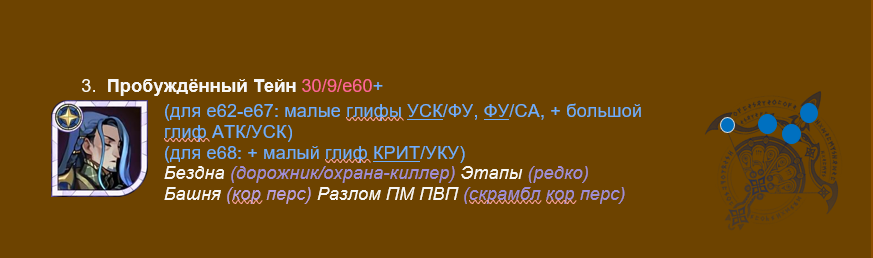 3. Пробуждённый Тейн 30/9/е60+
(для е62-е67: малые глифы УСК/ФУ, ФУ/СА, + большой
глиф АТК/УСК)
(для е68: + малый глиф КРИТ/УКУ)
Бездна (дорожник/охрана-киллер) Этапы (редко)
Башня (кор перс) Разлом ПМ ПВП (скрамбл кор перс)